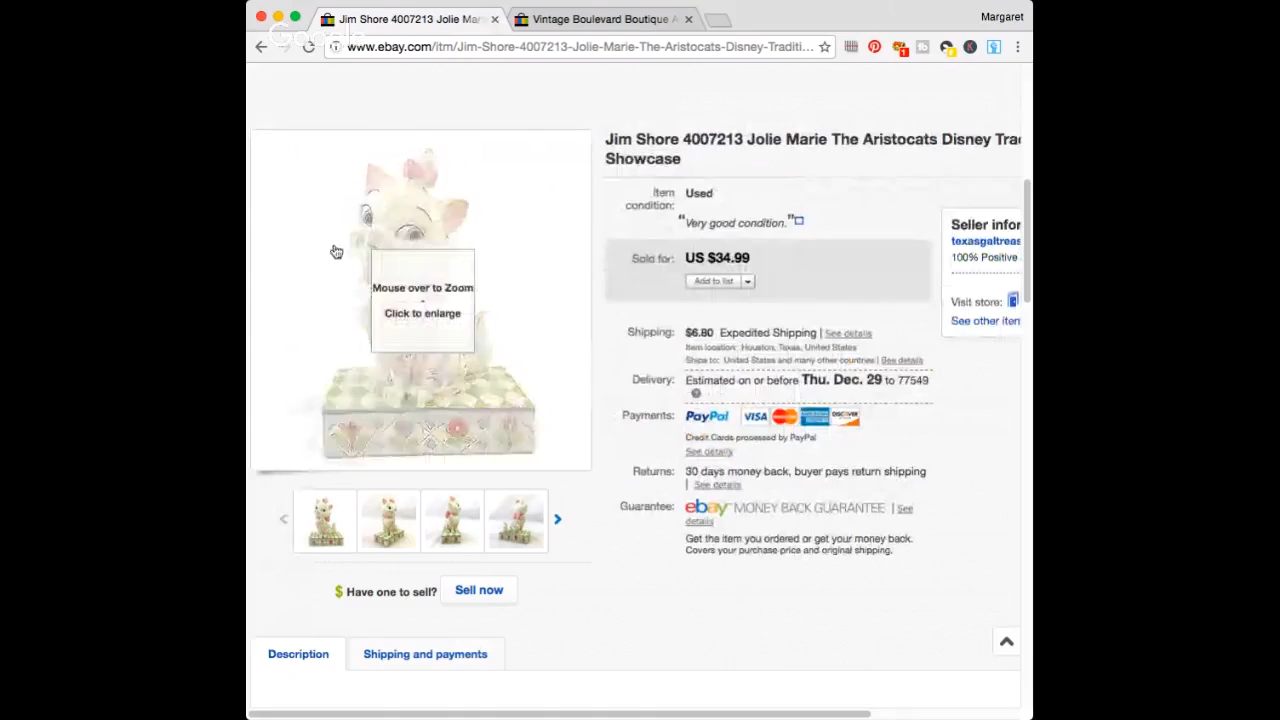 Jim Shore 4007213 Jolie Mar
Vintage Boulevard Boutique A
Margaret
Google
www.ebay.com/itm/Jim-Shore-4007213-Jolie-Marie-The-Aristocats-Disney-Traditi...
1
Jim Shore 4007213 Jolie Marie The Aristocats Disney Tra
Showcase
Item condition: Used
"Very good condition."
Sold for: US $34.99
Add to list
Mouse over to Zoom
-
Click to enlarge
Shipping: $6.80 Expedited Shipping | See details
Item location: Houston, Texas, United States
Ships to: United States and many other countries | See details
Delivery: Estimated on or before Thu. Dec. 29 to 77549
Payments: PayPal VISA MasterCard DISCOVER
Credit Cards processed by PayPal
See details
Returns: 30 days money back, buyer pays return shipping
| See details
Guarantee: ebay MONEY BACK GUARANTEE | See
details
Get the item you ordered or get your money back.
Covers your purchase price and original shipping.
Seller infor
texasgaltreas
100% Positive
Visit store:
See other item
$ Have one to sell? Sell now
Description
Shipping and payments